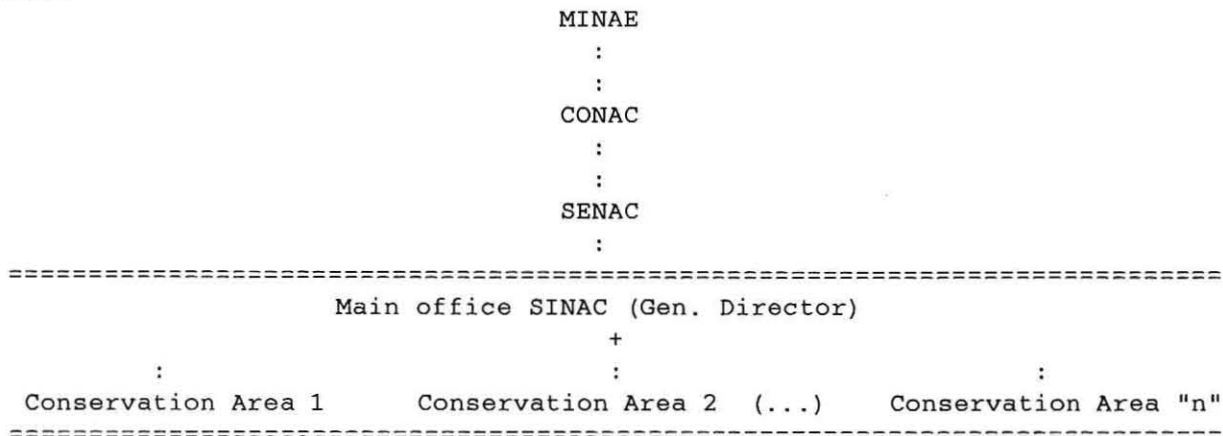 MINAE
:
:
CONAC
:
:
SENAC
:
============================================================================
Main office SINAC (Gen. Director)
+
: : :
Conservation Area 1 Conservation Area 2 (...) Conservation Area "n"
============================================================================